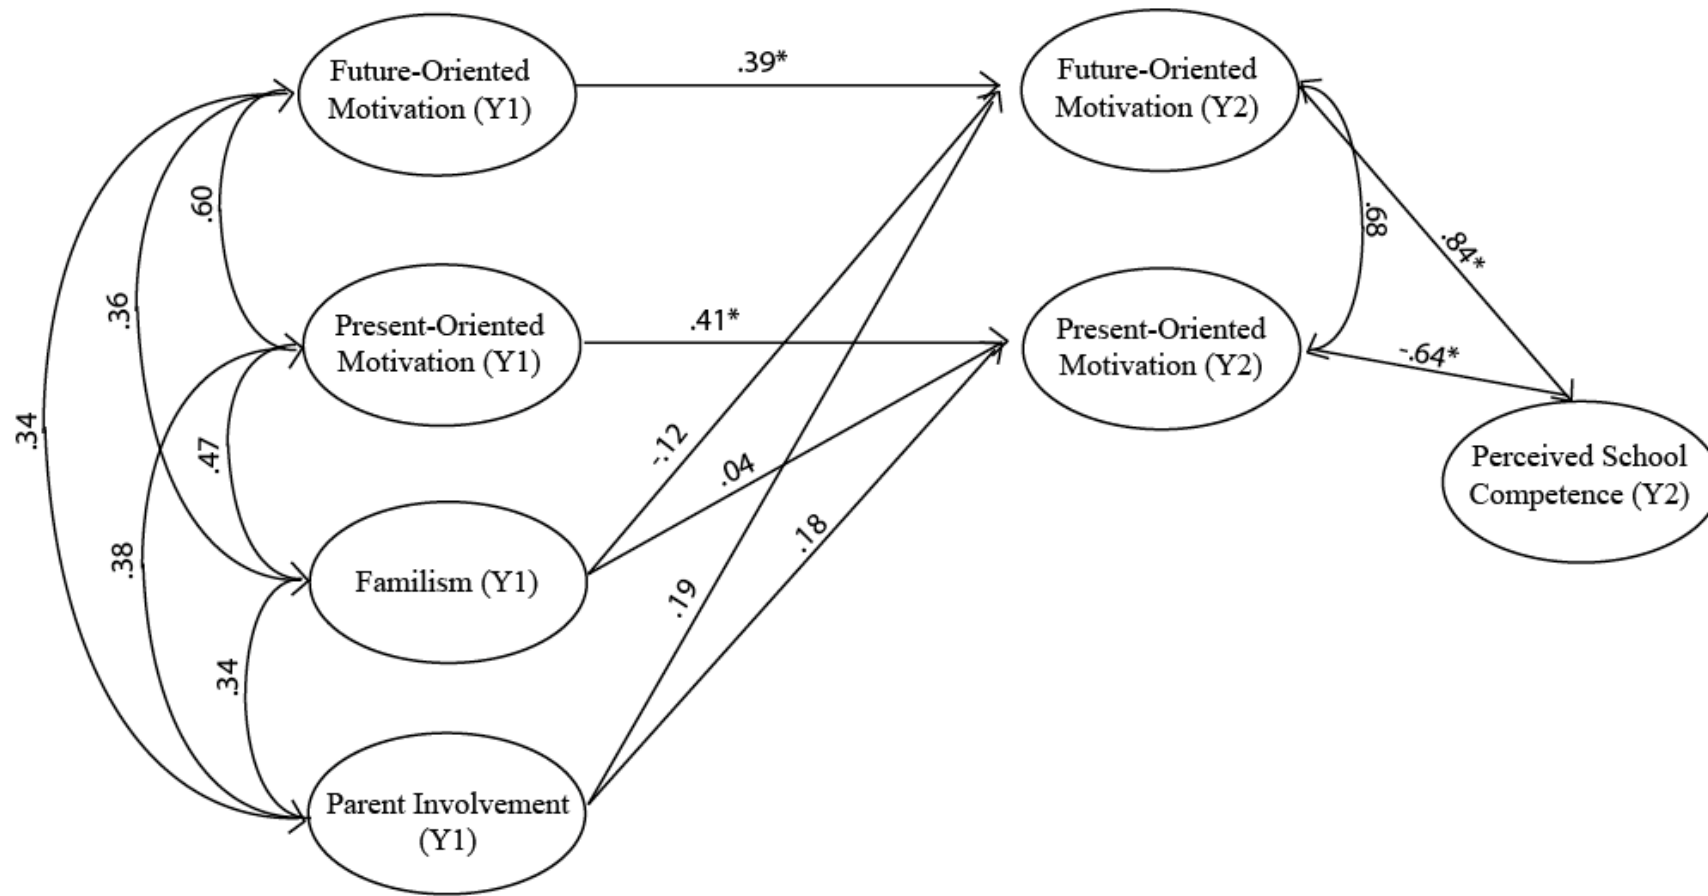 Future-Oriented
Motivation (Y1)
.39*
Future-Oriented
Motivation (Y2)
.60
.68
.84*
.36
Present-Oriented
Motivation (Y1)
.41*
Present-Oriented
Motivation (Y2)
-.64*
.34
.47
-.12
.04
Perceived School
Competence (Y2)
.38
Familism (Y1)
.19
.18
.34
Parent Involvement
(Y1)